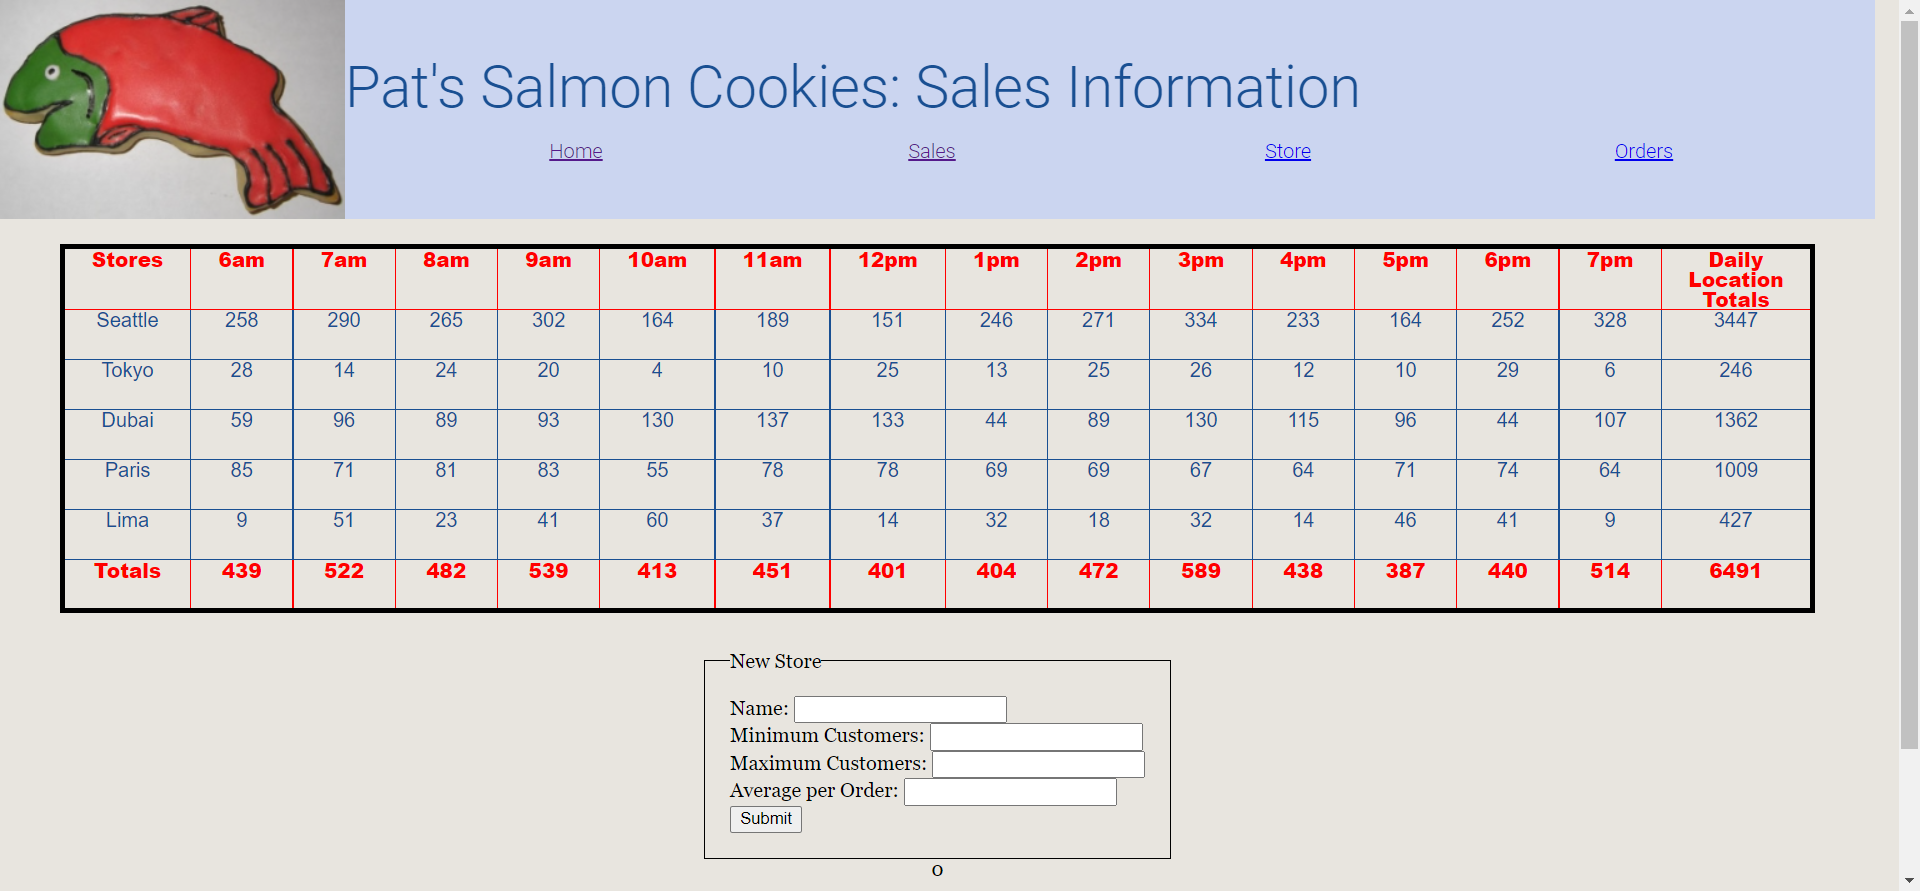 Pat's Salmon Cookies: Sales Information
Home Sales Store Orders
Stores 6am 7am 8am 9am 10am 11am 12pm 1pm 2pm 3pm 4pm 5pm 6pm 7pm Daily
Location
Totals
Seattle 258 290 265 302 164 189 151 246 271 334 233 164 252 328 3447
Tokyo 28 14 24 20 4 10 25 13 25 26 12 10 29 6 246
Dubai 59 96 89 93 130 137 133 44 89 130 115 96 44 107 1362
Paris 85 71 81 83 55 78 78 69 69 67 64 71 74 64 1009
Lima 9 51 23 41 60 37 14 32 18 32 14 46 41 9 427
Totals 439 522 482 539 413 451 401 404 472 589 438 387 440 514 6491
New Store
Name:
Minimum Customers:
Maximum Customers:
Average per Order:
Submit
o